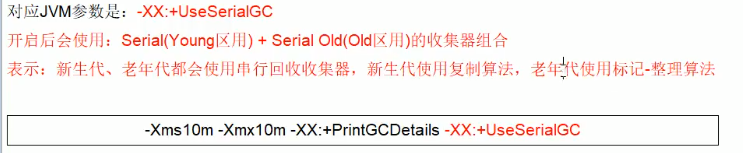 对应JVM参数是：-XX:+UseSerialGC
开启后会使用：Serial(Young区用) + Serial Old(Old区用)的收集器组合
表示：新生代、老年代都会使用串行回收收集器，新生代使用复制算法，老年代使用标记-整理算法
-Xms10m -Xmx10m -XX:+PrintGCDetails -XX:+UseSerialGC